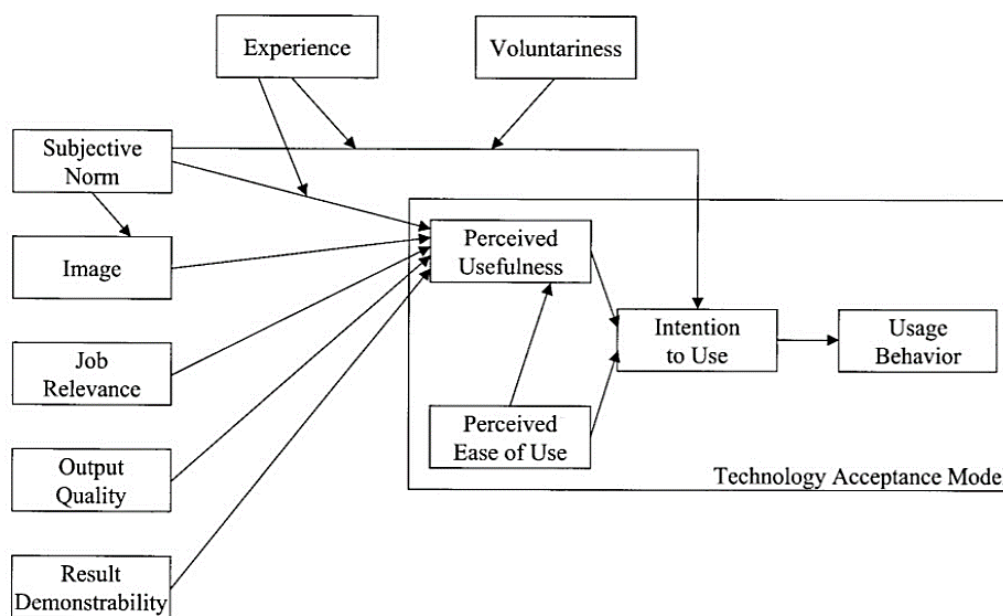 Experience
Voluntariness
Subjective
Norm
Image
Perceived
Usefulness
Intention
to Use
Usage
Behavior
Job
Relevance
Perceived
Ease of Use
Output
Quality
Technology Acceptance Model
Result
Demonstrability